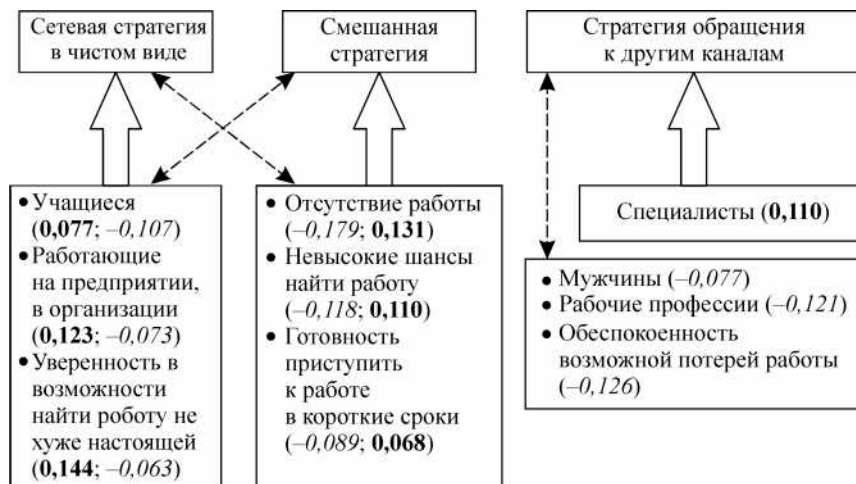 Сетевая стратегия
в чистом виде
Смешанная
стратегия
Стратегия обращения
к другим каналам
• Учащиеся
(0,077; –0,107)
• Работающие
на предприятии,
в организации
(0,123; –0,073)
• Уверенность в
возможности
найти роботу не
хуже настоящей
(0,144; –0,063)
• Отсутствие работы
(–0,179; 0,131)
• Невысокие шансы
найти работу
(–0,118; 0,110)
• Готовность
приступить
к работе
в короткие сроки
(–0,089; 0,068)
Специалисты (0,110)
• Мужчины (–0,077)
• Рабочие профессии (–0,121)
• Обеспокоенность
возможной потерей работы
(–0,126)